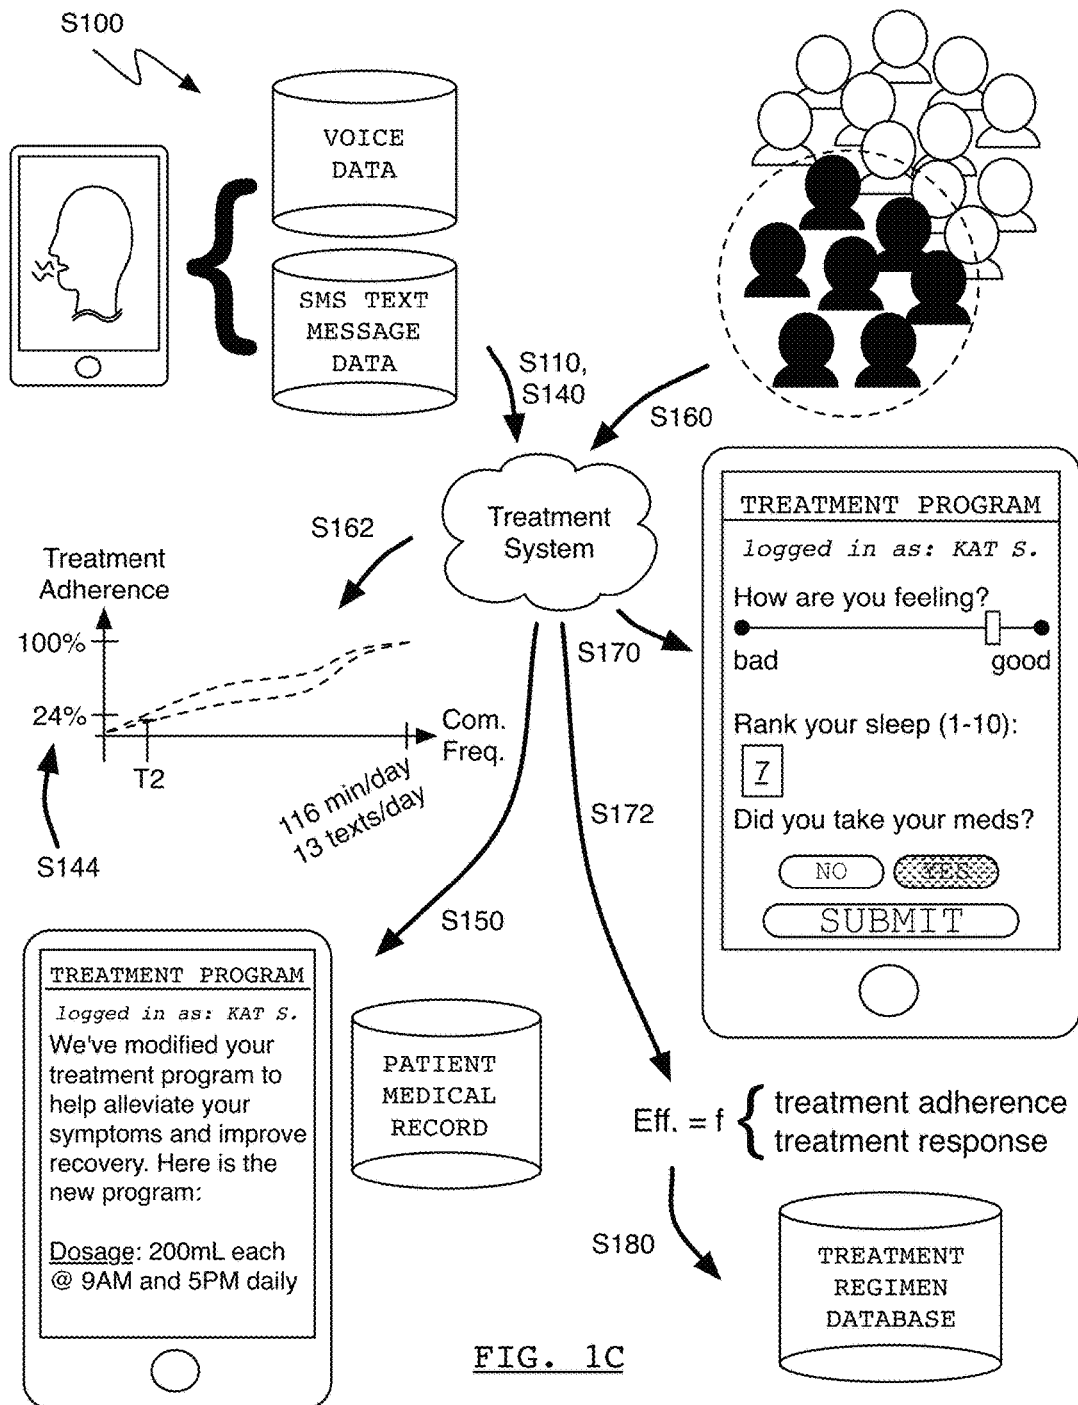 S100
VOICE
DATA
SMS TEXT
MESSAGE
DATA
S110,
S140
S160
Treatment
System
S162
Treatment
Adherence
100%
24%
T2
Com.
Freq.
116 min/day
13 texts/day
S144
S170
S172
S150
TREATMENT PROGRAM
logged in as: KAT S.
How are you feeling?
bad
good
Rank your sleep (1-10):
7
Did you take your meds?
NO
YES
SUBMIT
TREATMENT PROGRAM
logged in as: KAT S.
We've modified your
treatment program to
help alleviate your
symptoms and improve
recovery. Here is the
new program:
Dosage: 200mL each
@ 9AM and 5PM daily
PATIENT
MEDICAL
RECORD
Eff. = f { treatment adherence
treatment response
S180
TREATMENT
REGIMEN
DATABASE
FIG. 1C